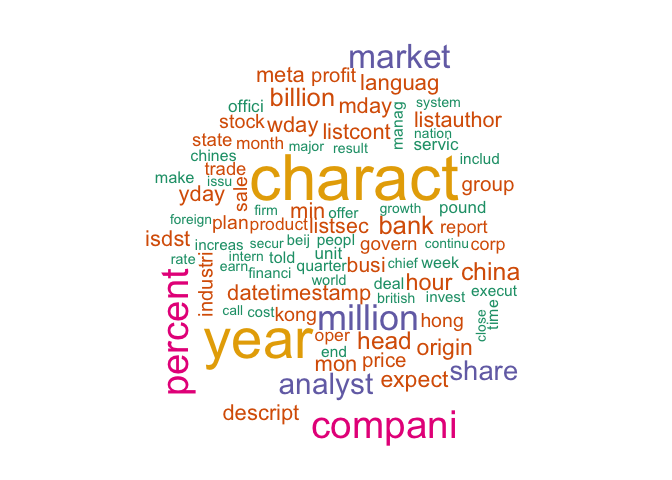 market
meta profit languag
billion mday system
offici manag
stock wday listcont listauthor
nation
state month major result servic
chines includ
make issu trade charact group
yday sale
foreign firm min offer growth pound
plan product listsec bank report
isdst increas secur beij peopl govern continu corp
rate intern told unit
earn financi quarter busi chief week china
industri world hour
datetimestamp deal execut
british invest
percent call cost kong million hong time
year oper head close
end origin
mon price
analyst expect share
descript
compani